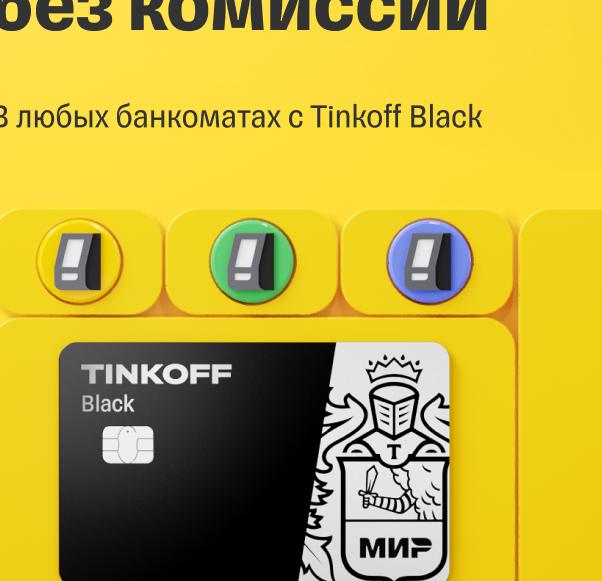 без комиссии
В любых банкоматах с Tinkoff Black
TINKOFF
Black
T
МИР